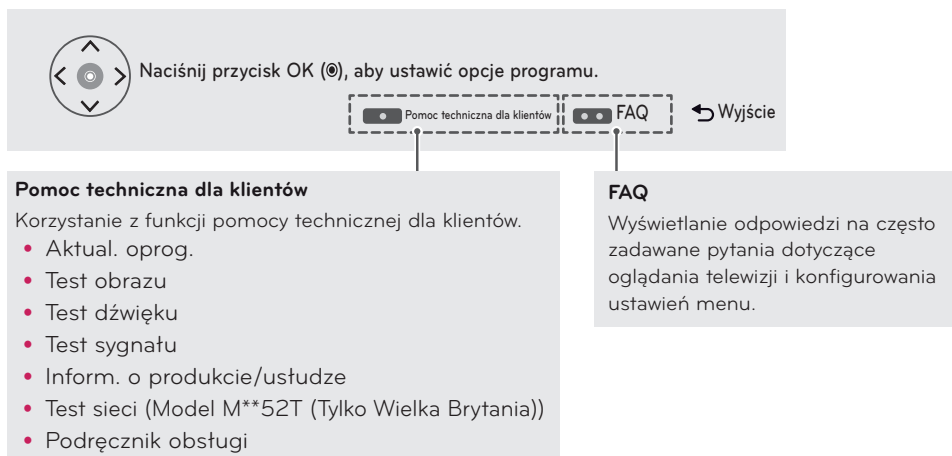 Naciśnij przycisk OK (◉), aby ustawić opcje programu.
Pomoc techniczna dla klientów
FAQ
Wyjście
Pomoc techniczna dla klientów
Korzystanie z funkcji pomocy technicznej dla klientów.
• Aktual. oprog.
• Test obrazu
• Test dźwięku
• Test sygnału
• Inform. o produkcie/usłudze
• Test sieci (Model M**52T (Tylko Wielka Brytania))
• Podręcznik obsługi
FAQ
Wyświetlanie odpowiedzi na często
zadawane pytania dotyczące
oglądania telewizji i konfigurowania
ustawień menu.